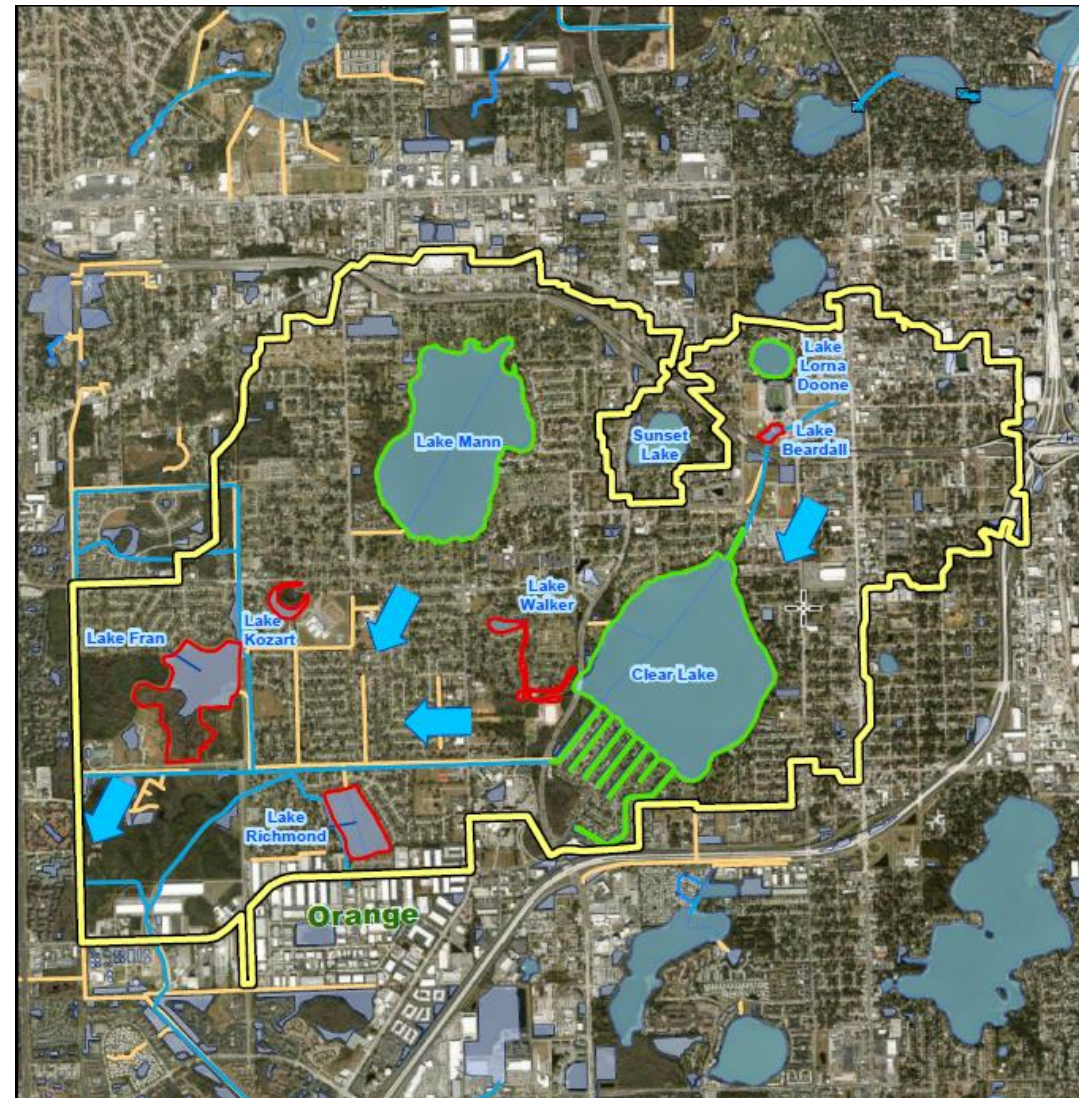 Lake
Lorna
Doone
Lake Mann
Sunset
Lake
Lake
Beardall
Lake
Walker
Lake
Kozart
Lake Fran
Clear Lake
Lake
Richmond
Orange